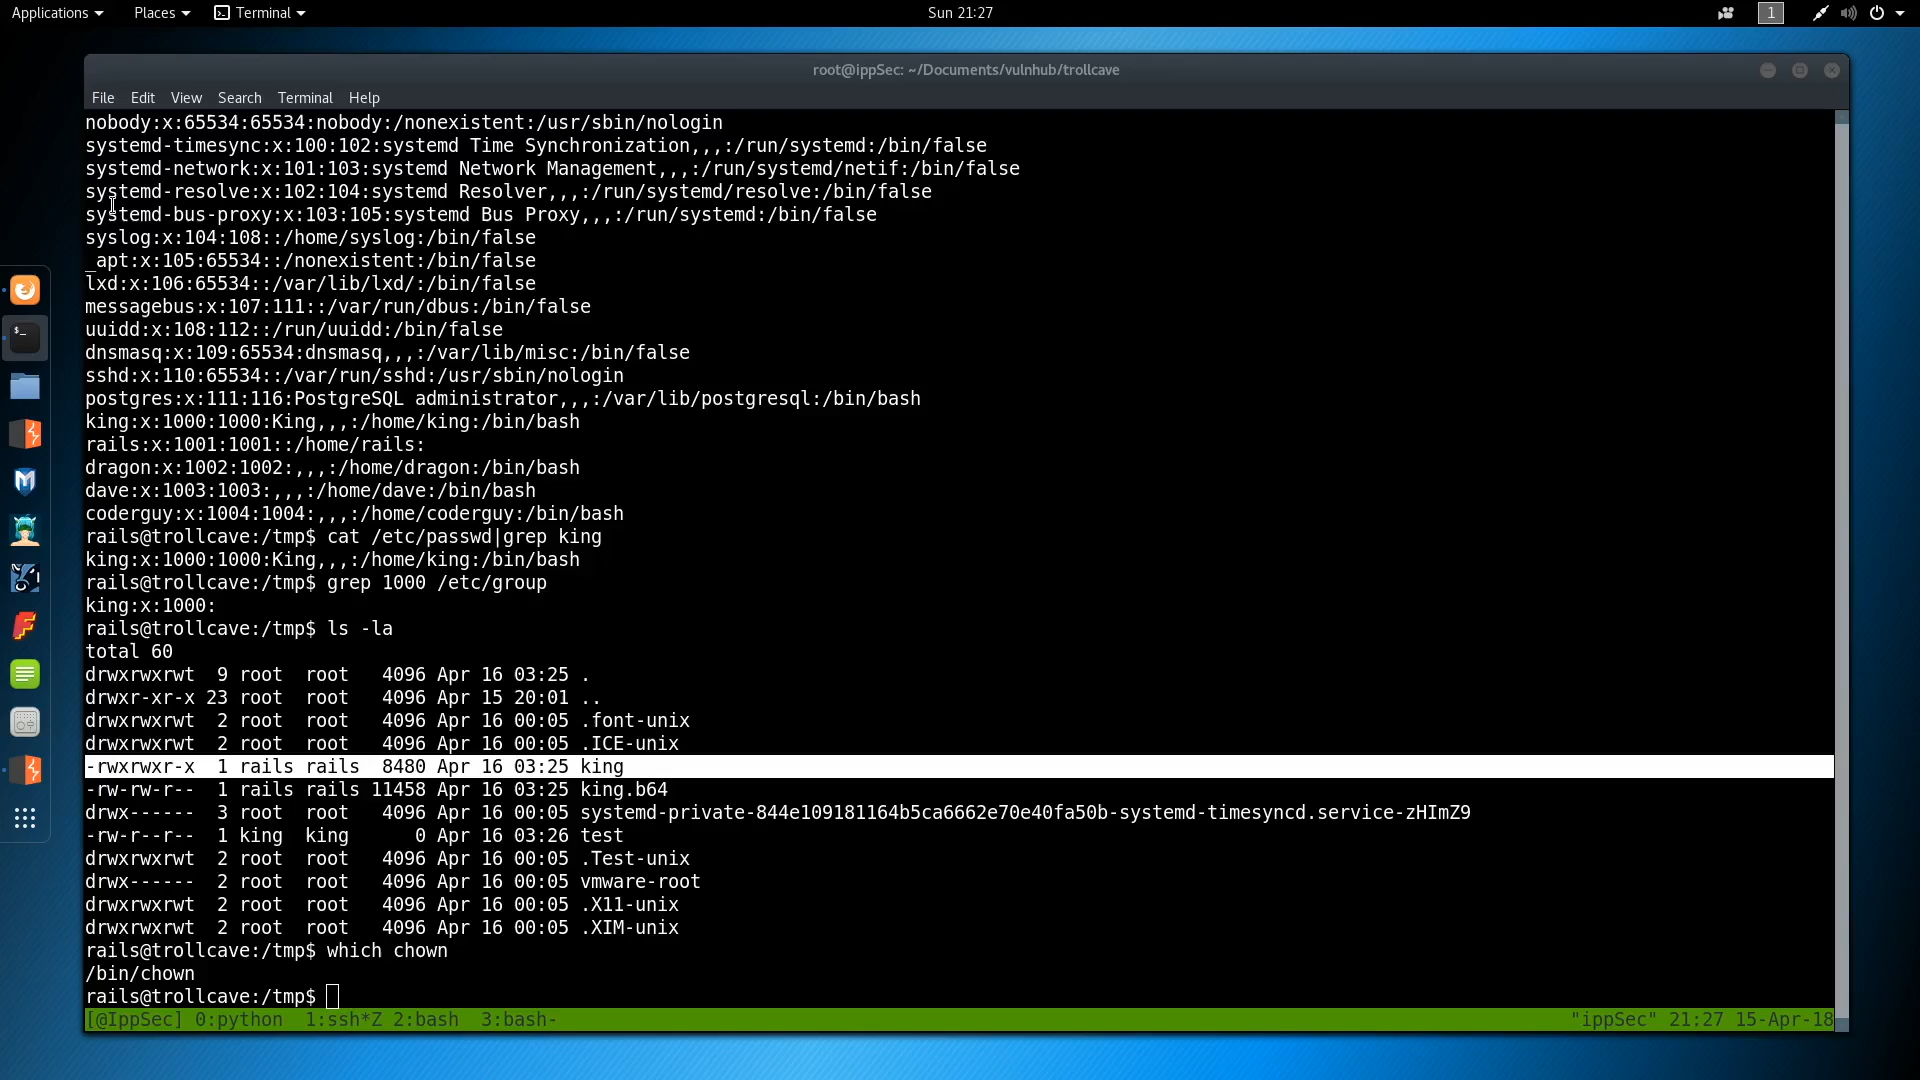 Applications Places Terminal Sun 21:27 1
root@ippSec: ~/Documents/vulnhub/trollcave
File Edit View Search Terminal Help
nobody:x:65534:65534:nobody:/nonexistent:/usr/sbin/nologin
systemd-timesync:x:100:102:systemd Time Synchronization,,,:/run/systemd:/bin/false
systemd-network:x:101:103:systemd Network Management,,,:/run/systemd/netif:/bin/false
systemd-resolve:x:102:104:systemd Resolver,,,:/run/systemd/resolve:/bin/false
systemd-bus-proxy:x:103:105:systemd Bus Proxy,,,:/run/systemd:/bin/false
syslog:x:104:108::/home/syslog:/bin/false
_apt:x:105:65534::/nonexistent:/bin/false
lxd:x:106:65534::/var/lib/lxd/:/bin/false
messagebus:x:107:111::/var/run/dbus:/bin/false
uuidd:x:108:112::/run/uuidd:/bin/false
dnsmasq:x:109:65534:dnsmasq,,,:/var/lib/misc:/bin/false
sshd:x:110:65534::/var/run/sshd:/usr/sbin/nologin
postgres:x:111:116:PostgreSQL administrator,,,:/var/lib/postgresql:/bin/bash
king:x:1000:1000:King,,,:/home/king:/bin/bash
rails:x:1001:1001::/home/rails:
dragon:x:1002:1002:,,,:/home/dragon:/bin/bash
dave:x:1003:1003:,,,:/home/dave:/bin/bash
coderguy:x:1004:1004:,,,:/home/coderguy:/bin/bash
rails@trollcave:/tmp$ cat /etc/passwd|grep king
king:x:1000:1000:King,,,:/home/king:/bin/bash
rails@trollcave:/tmp$ grep 1000 /etc/group
king:x:1000:
rails@trollcave:/tmp$ ls -la
total 60
drwxrwxrwt  9 root  root   4096 Apr 16 03:25 .
drwxr-xr-x 23 root  root   4096 Apr 15 20:01 ..
drwxrwxrwt  2 root  root   4096 Apr 16 00:05 .font-unix
drwxrwxrwt  2 root  root   4096 Apr 16 00:05 .ICE-unix
-rwxrwxr-x  1 rails rails  8480 Apr 16 03:25 king
-rw-rw-r--  1 rails rails 11458 Apr 16 03:25 king.b64
drwx------  3 root  root   4096 Apr 16 00:05 systemd-private-844e109181164b5ca6662e70e40fa50b-systemd-timesyncd.service-zHImZ9
-rw-r--r--  1 king  king      0 Apr 16 03:26 test
drwxrwxrwt  2 root  root   4096 Apr 16 00:05 .Test-unix
drwx------  2 root  root   4096 Apr 16 00:05 vmware-root
drwxrwxrwt  2 root  root   4096 Apr 16 00:05 .X11-unix
drwxrwxrwt  2 root  root   4096 Apr 16 00:05 .XIM-unix
rails@trollcave:/tmp$ which chown
/bin/chown
rails@trollcave:/tmp$
[@IppSec] 0:python  1:ssh*Z 2:bash  3:bash- "ippSec" 21:27 15-Apr-18